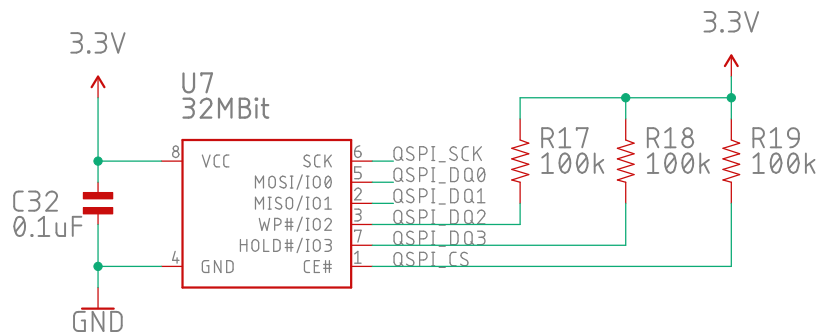 3.3V
3.3V
U7
32MBit
R17
100k
R18
100k
R19
100k
8 VCC SCK 6 QSPI_SCK
MOSI/IO0 5 QSPI_DQ0
MISO/IO1 2 QSPI_DQ1
WP#/IO2 3 QSPI_DQ2
HOLD#/IO3 7 QSPI_DQ3
4 GND CE# 1 QSPI_CS
C32
0.1uF
GND